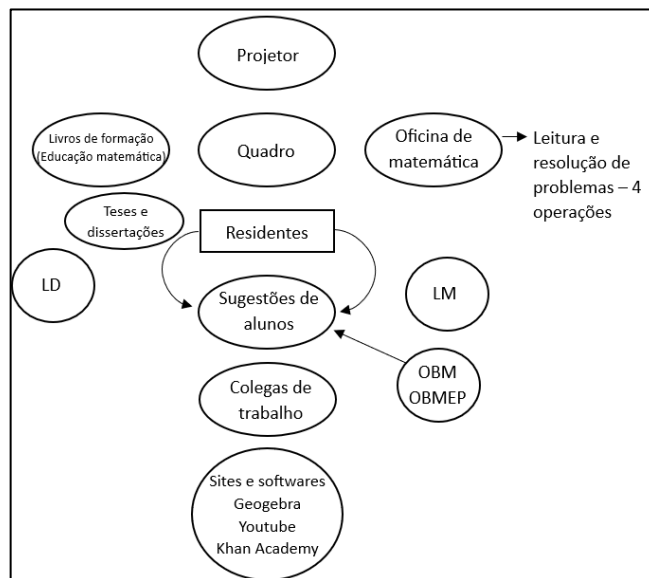 Projetor
Livros de formação
(Educação matemática)
Quadro
Oficina de
matemática
Leitura e
resolução de
problemas – 4
operações
Teses e
dissertações
Residentes
LD
Sugestões de
alunos
LM
OBM
OBMEP
Colegas de
trabalho
Sites e softwares
Geogebra
Youtube
Khan Academy